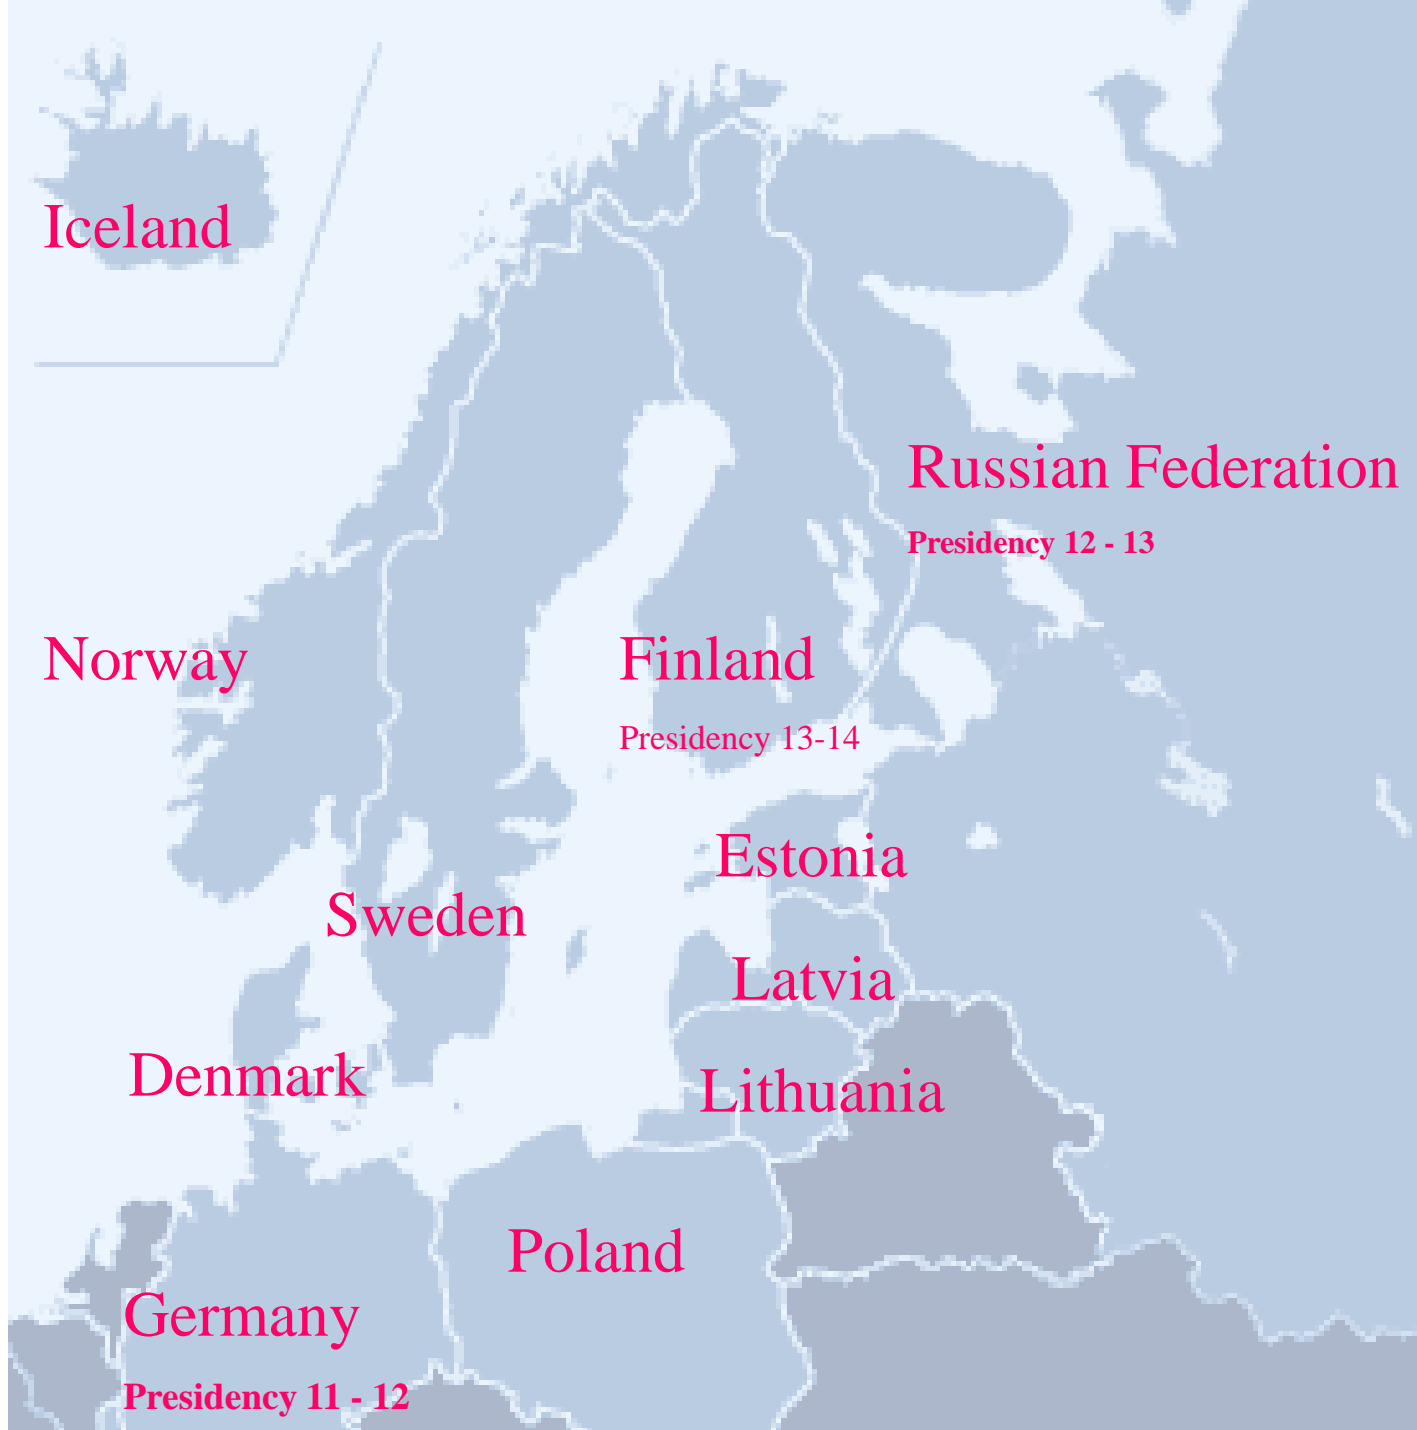 Iceland
Russian Federation
Presidency 12 - 13
Norway
Finland
Presidency 13-14
Estonia
Sweden
Latvia
Denmark
Lithuania
Poland
Germany
Presidency 11 - 12